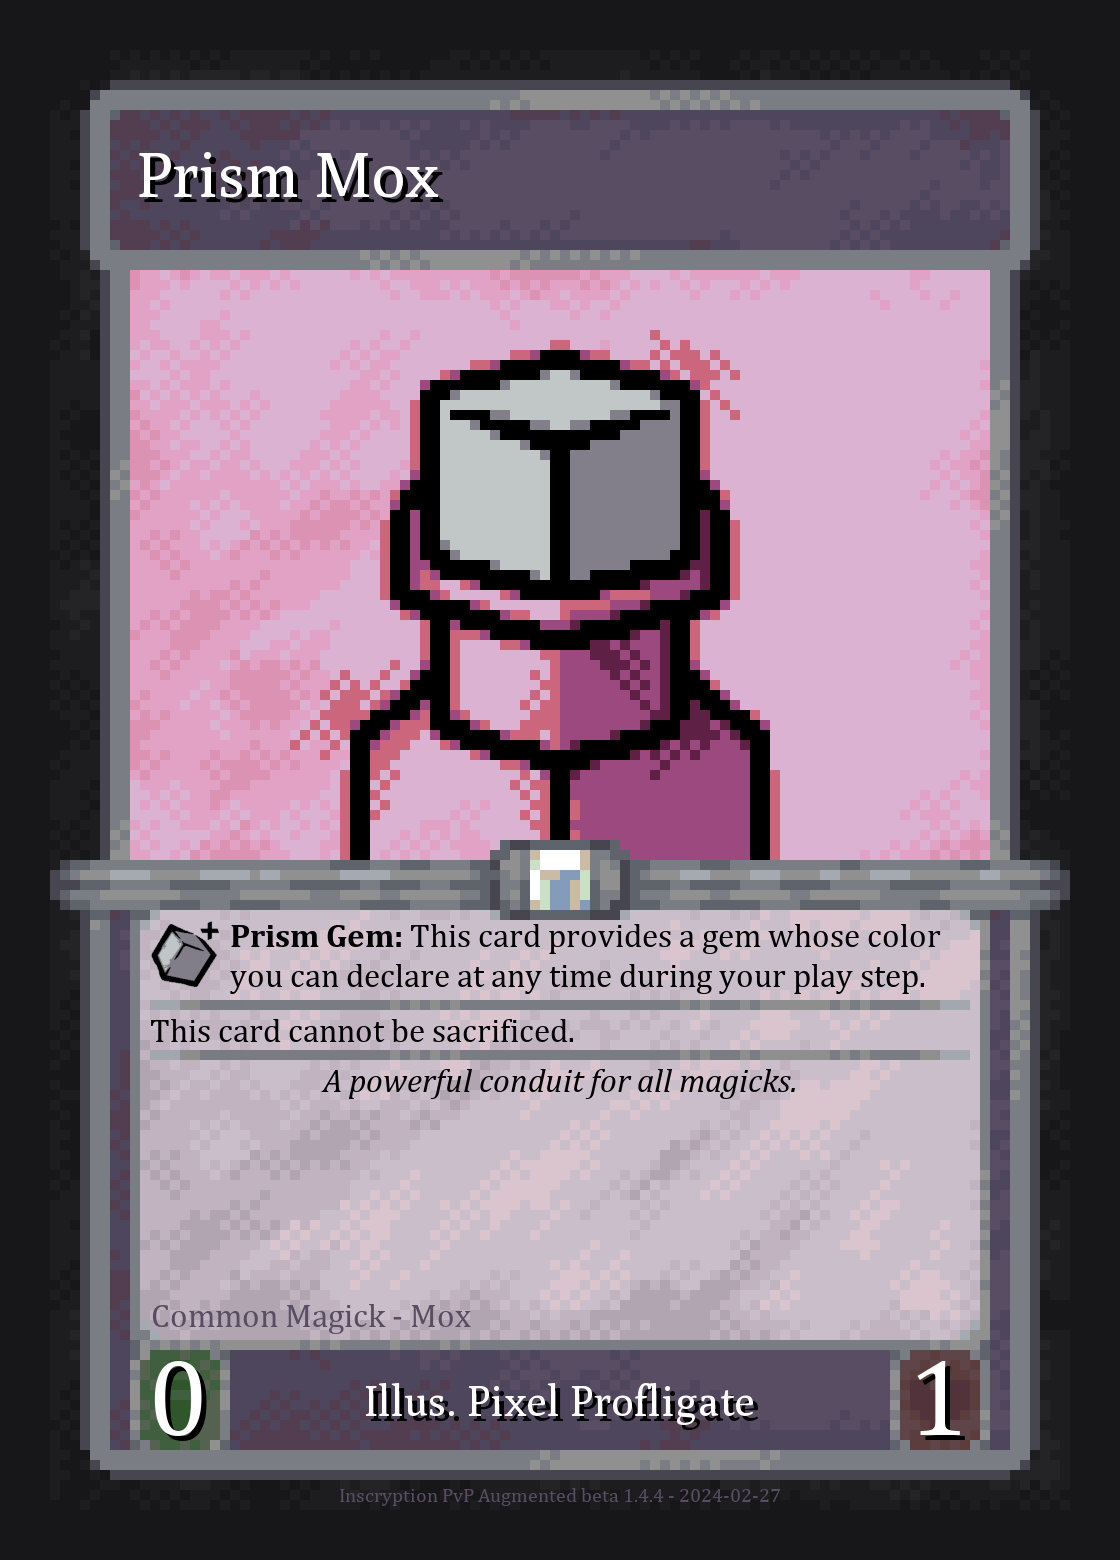 Prism Mox
Prism Gem: This card provides a gem whose color
you can declare at any time during your play step.
This card cannot be sacrificed.
A powerful conduit for all magicks.
Common Magick - Mox
0
Illus. Pixel Profligate
1
Inscryption PvP Augmented beta 1.4.4 - 2024-02-27